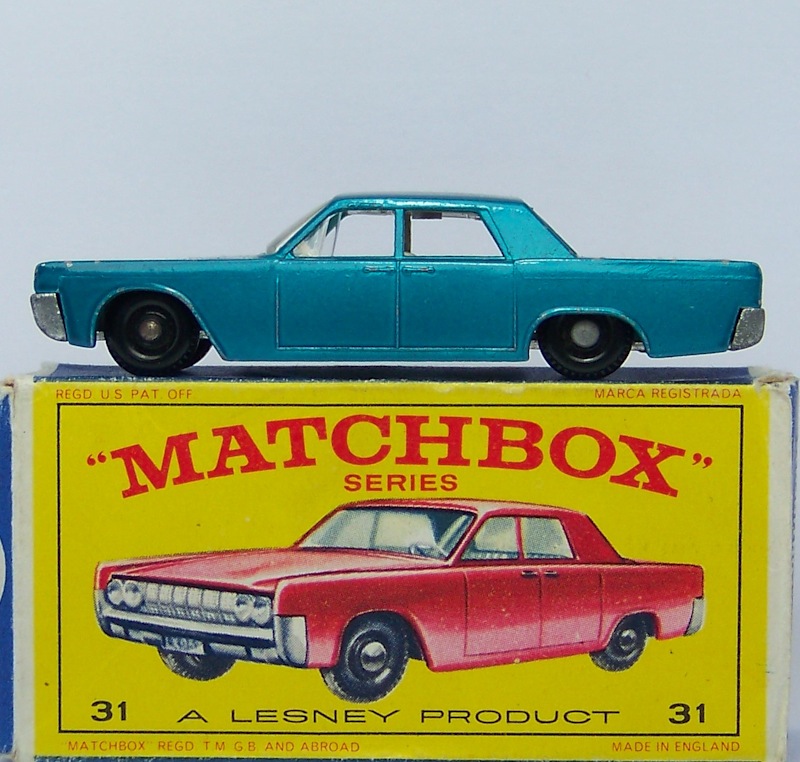 REGD U S PAT OFF MARCA REGISTRADA
"MATCHBOX"
SERIES
31 A LESNEY PRODUCT 31
MATCHBOX REGD. T M G B. AND ABROAD MADE IN ENGLAND